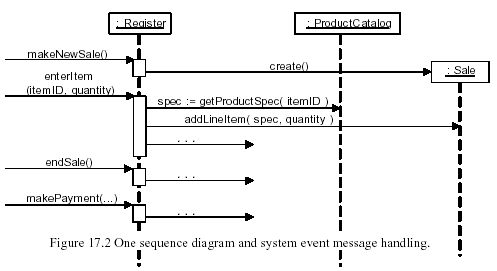 : Register
: ProductCatalog
makeNewSale()
create()
: Sale
enterItem
(itemID, quantity)
spec := getProductSpec( itemID )
addLineItem( spec, quantity )
. . .
endSale()
. . .
makePayment(...)
. . .
Figure 17.2 One sequence diagram and system event message handling.